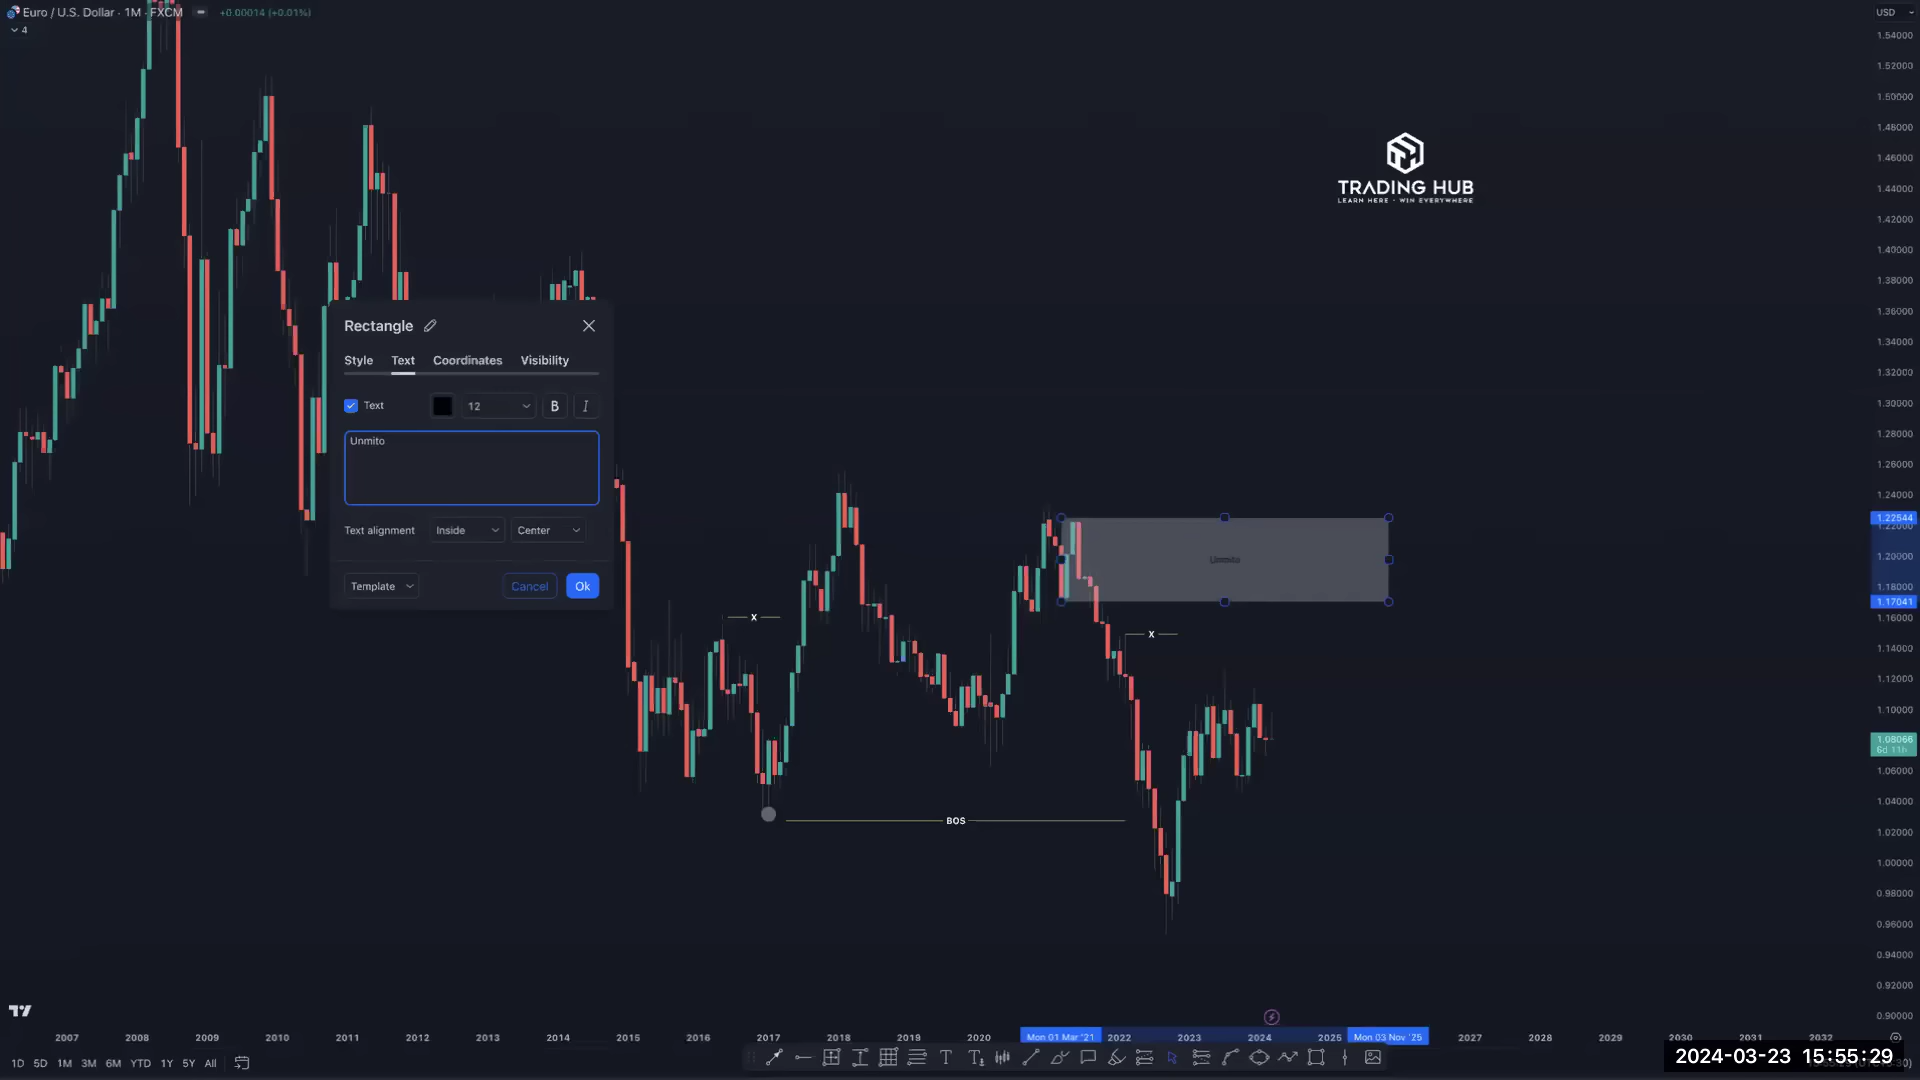 Euro / U.S. Dollar · 1M · FXCM +0.00014 (+0.01%)
4
USD
1.54000
1.52000
1.50000
1.48000
1.46000
1.44000
1.42000
1.40000
1.38000
1.36000
1.34000
1.32000
1.30000
1.28000
1.26000
1.24000
1.22544
1.22000
1.20000
1.18000
1.17041
1.16000
1.14000
1.12000
1.10000
1.08066
6d 11h
1.06000
1.04000
1.02000
1.00000
0.98000
0.96000
0.94000
0.92000
0.90000
TRADING HUB
LEARN HERE · WIN EVERYWHERE
Rectangle
Style Text Coordinates Visibility
Text 12 B I
Unmito
Text alignment Inside Center
Template Cancel Ok
Unmito
X
X
BOS
2007 2008 2009 2010 2011 2012 2013 2014 2015 2016 2017 2018 2019 2020 Mon 01 Mar '21 2022 2023 2024 2025 Mon 03 Nov '25 2027 2028 2029 2030 2031 2032
1D 5D 1M 3M 6M YTD 1Y 5Y All
2024-03-23 15:55:29